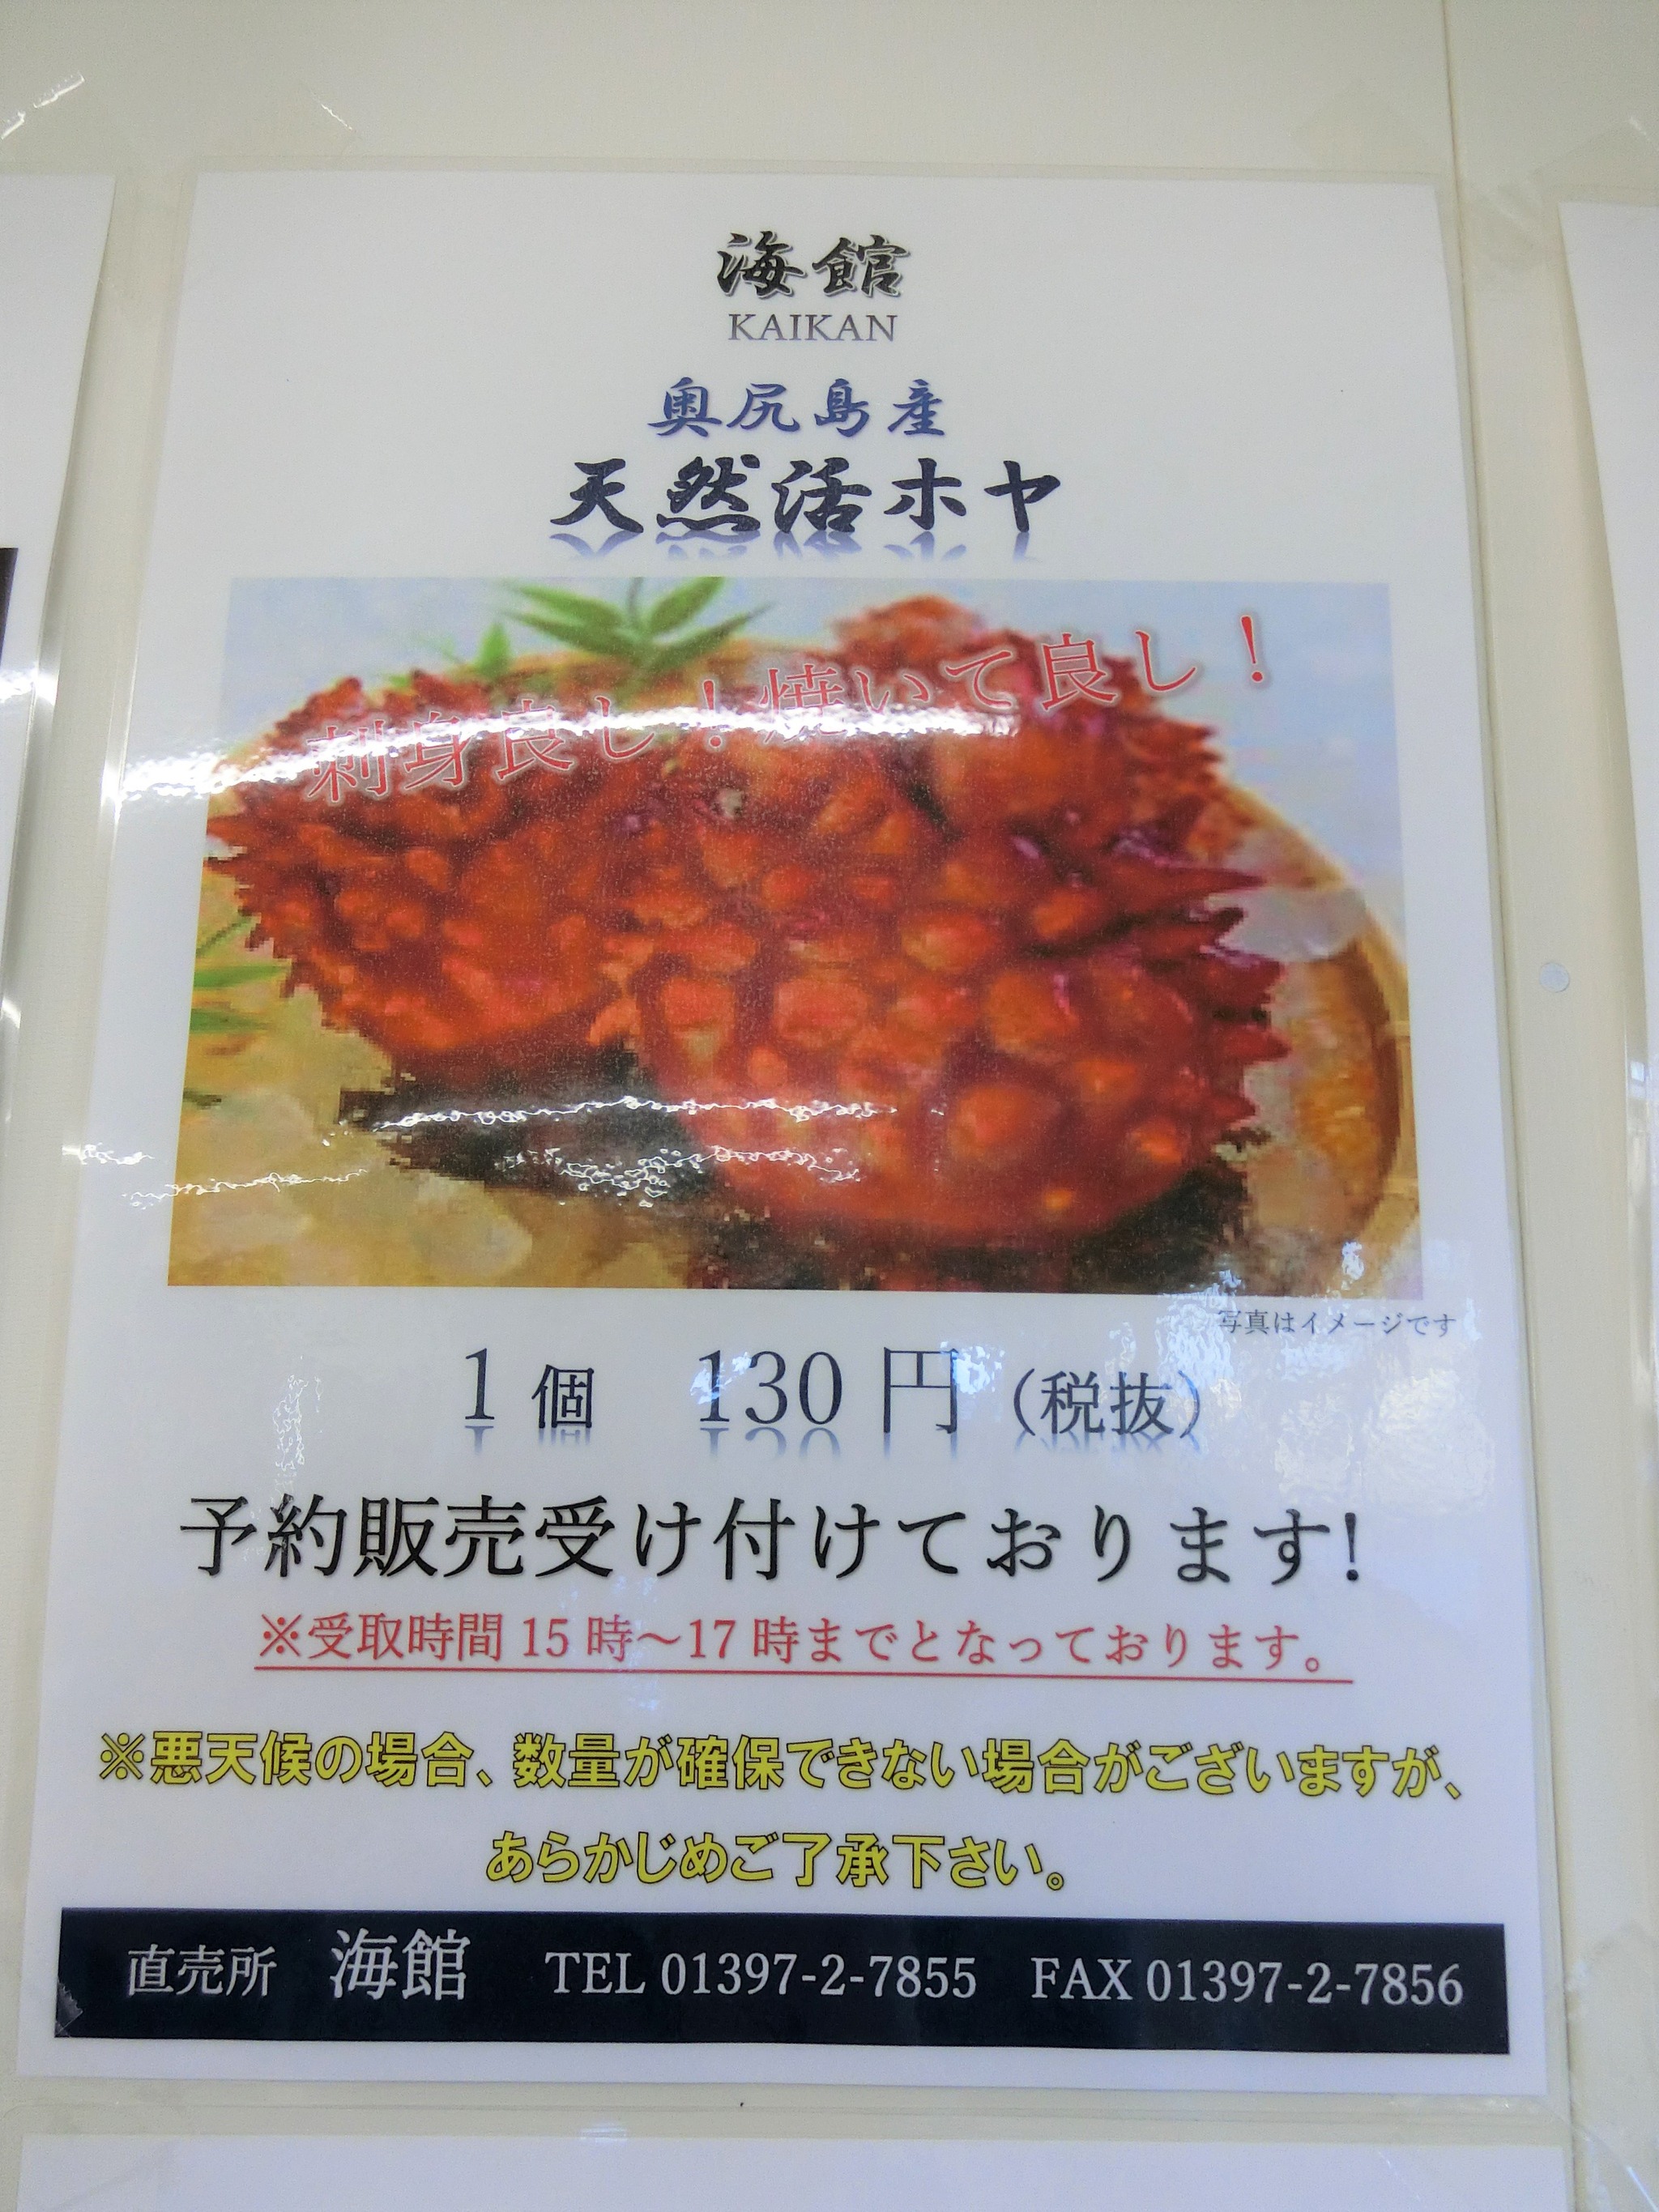 海館
KAIKAN
奥尻島産
天然活ホヤ
刺身良し！焼いて良し！
写真はイメージです
1個 130円（税抜）
予約販売受け付けております!
※受取時間15時～17時までとなっております。
※悪天候の場合、数量が確保できない場合がございますが、
あらかじめご了承下さい。
直売所 海館 TEL 01397-2-7855 FAX 01397-2-7856